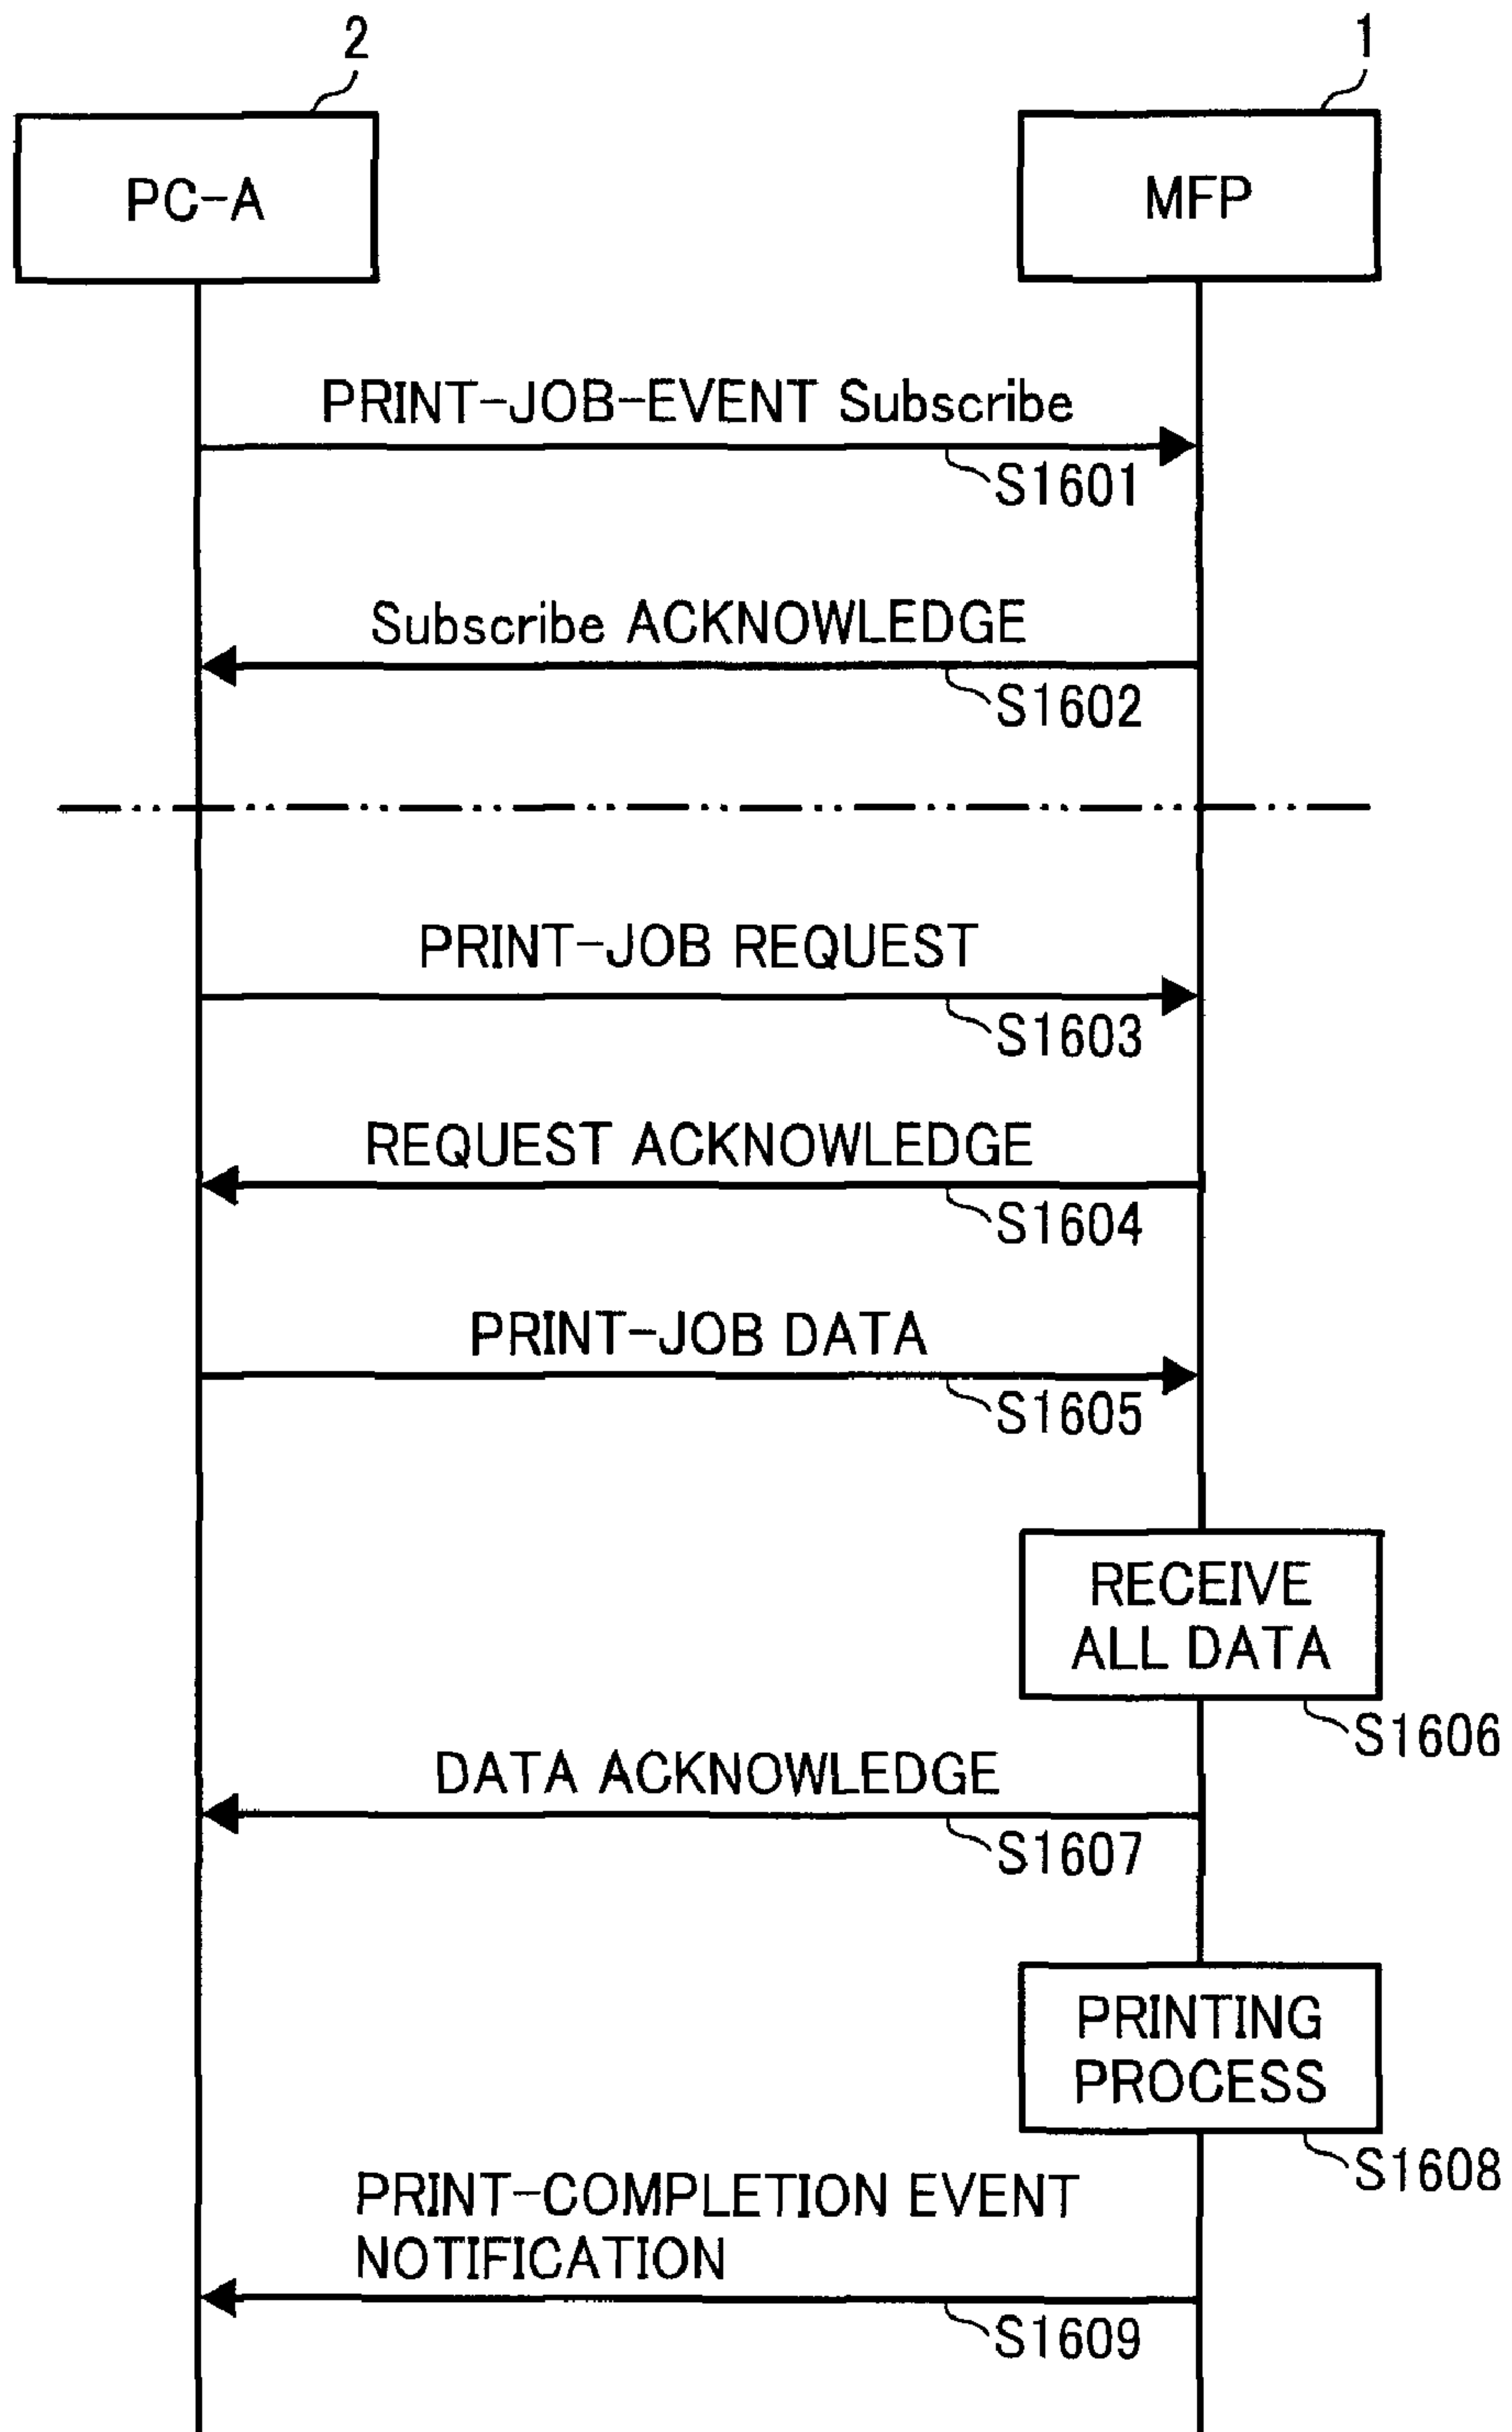 2
1
PC-A
MFP
PRINT-JOB-EVENT Subscribe
S1601
Subscribe ACKNOWLEDGE
S1602
PRINT-JOB REQUEST
S1603
REQUEST ACKNOWLEDGE
S1604
PRINT-JOB DATA
S1605
RECEIVE
ALL DATA
S1606
DATA ACKNOWLEDGE
S1607
PRINTING
PROCESS
S1608
PRINT-COMPLETION EVENT
NOTIFICATION
S1609